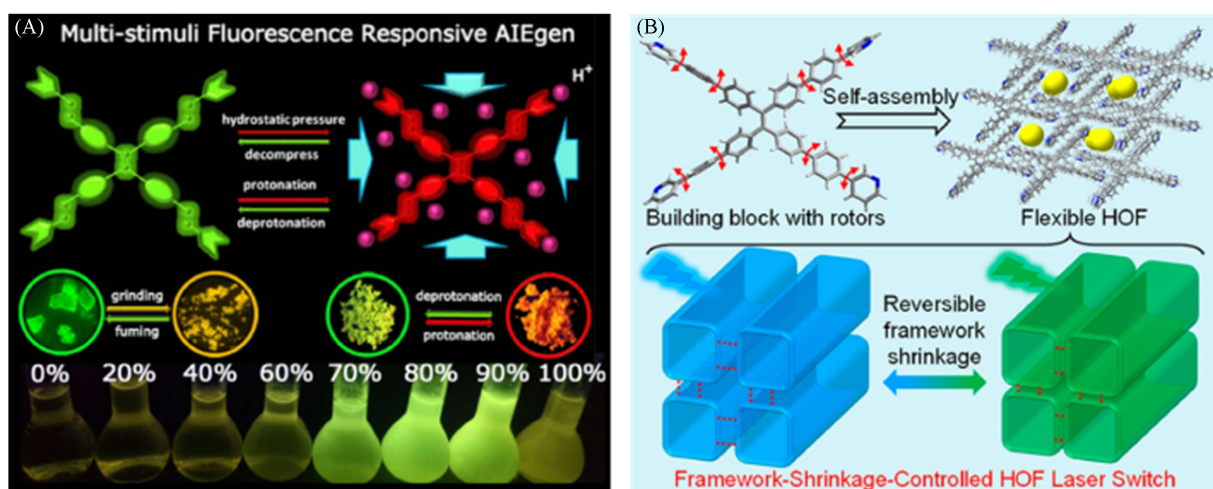 (A)
Multi-stimuli Fluorescence Responsive AIEgen
H+
hydrostatic pressure
decompress
protonation
deprotonation
grinding
fuming
deprotonation
protonation
0% 20% 40% 60% 70% 80% 90% 100%
(B)
Self-assembly
Building block with rotors
Flexible HOF
Reversible
framework
shrinkage
Framework-Shrinkage-Controlled HOF Laser Switch